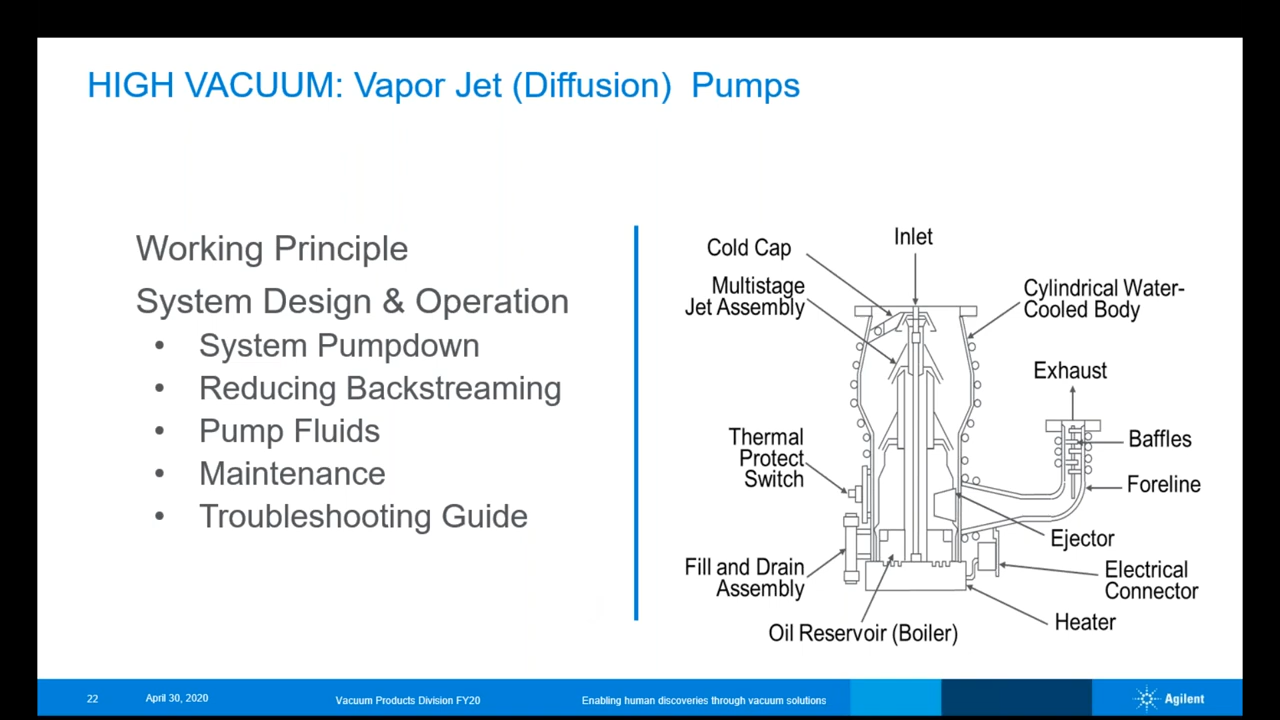 HIGH VACUUM: Vapor Jet (Diffusion) Pumps
Working Principle
System Design & Operation
• System Pumpdown
• Reducing Backstreaming
• Pump Fluids
• Maintenance
• Troubleshooting Guide
Inlet
Cold Cap
Multistage
Jet Assembly
Cylindrical Water-
Cooled Body
Exhaust
Thermal
Protect
Switch
Baffles
Foreline
Ejector
Fill and Drain
Assembly
Electrical
Connector
Heater
Oil Reservoir (Boiler)
22
April 30, 2020
Vacuum Products Division FY20
Enabling human discoveries through vacuum solutions
Agilent